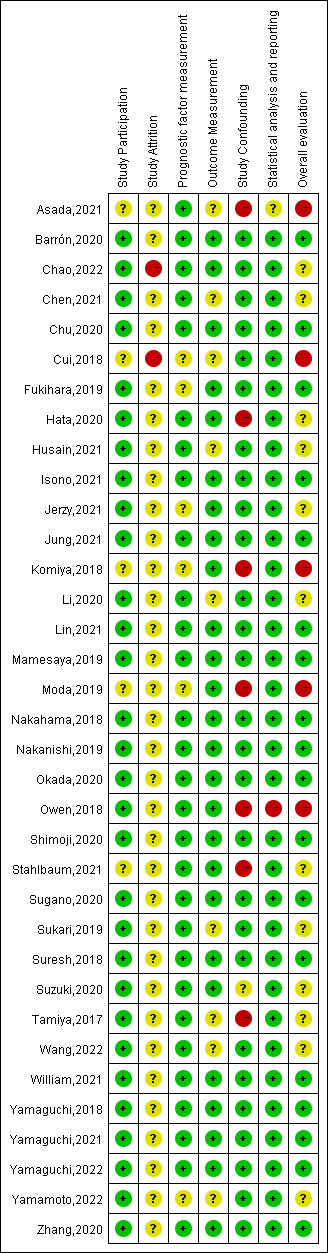 Study Participation
Study Attrition
Prognostic factor measurement
Outcome Measurement
Study Confounding
Statistical analysis and reporting
Overall evaluation
Asada,2021 ? ? + ? - ? -
Barrón,2020 + ? + + + + +
Chao,2022 + - + + + + ?
Chen,2021 + ? + ? + + ?
Chu,2020 + ? + + + + +
Cui,2018 ? - ? ? + + -
Fukihara,2019 + ? ? + + + +
Hata,2020 + ? + + - + ?
Husain,2021 + ? + ? + + ?
Isono,2021 + ? + + + + +
Jerzy,2021 + ? ? + + + ?
Jung,2021 + ? + + + + +
Komiya,2018 ? ? ? + - + -
Li,2020 + ? + ? + + ?
Lin,2021 + ? + + + + +
Mamesaya,2019 + ? + + + + +
Moda,2019 ? ? ? + - + -
Nakahama,2018 + ? + + + + +
Nakanishi,2019 + ? + + + + +
Okada,2020 + ? + + + + +
Owen,2018 + ? + + - - -
Shimoji,2020 + ? + + + + +
Stahlbaum,2021 ? ? + + - + ?
Sugano,2020 + ? + + + + +
Sukari,2019 + ? + ? + + ?
Suresh,2018 + ? + + + + +
Suzuki,2020 + ? + + ? + ?
Tamiya,2017 + ? + ? - + ?
Wang,2022 + ? + ? + + ?
William,2021 + ? + + + + +
Yamaguchi,2018 + ? + + + + +
Yamaguchi,2021 + ? + + + + +
Yamaguchi,2022 + ? + + + + +
Yamamoto,2022 + ? ? ? + + ?
Zhang,2020 + ? + + + + +